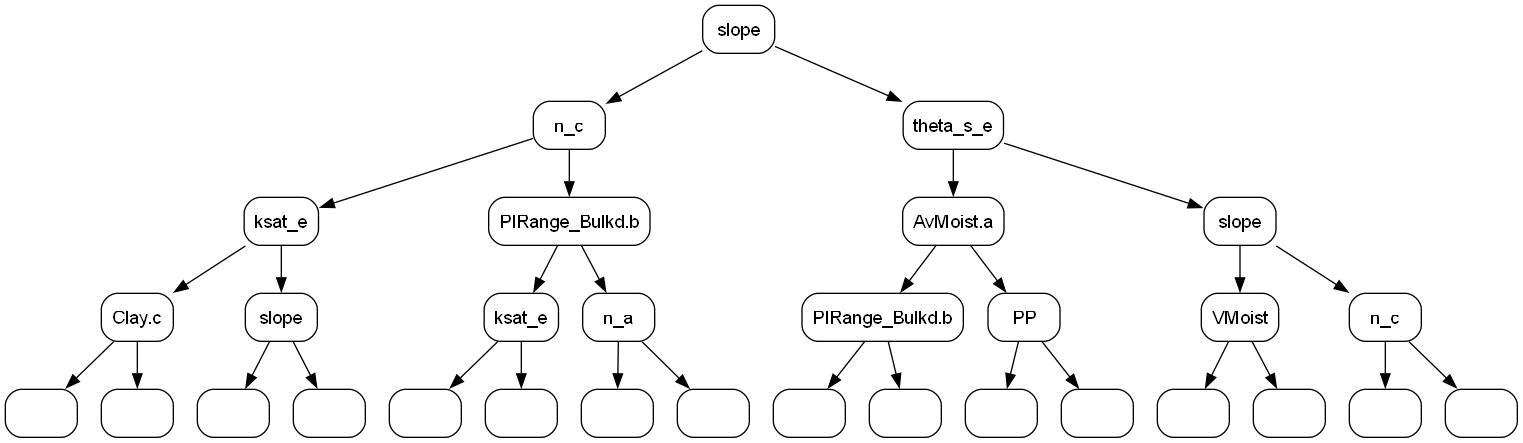 slope
n_c
theta_s_e
ksat_e
PIRange_Bulkd.b
AvMoist.a
slope
Clay.c
slope
ksat_e
n_a
PIRange_Bulkd.b
PP
VMoist
n_c